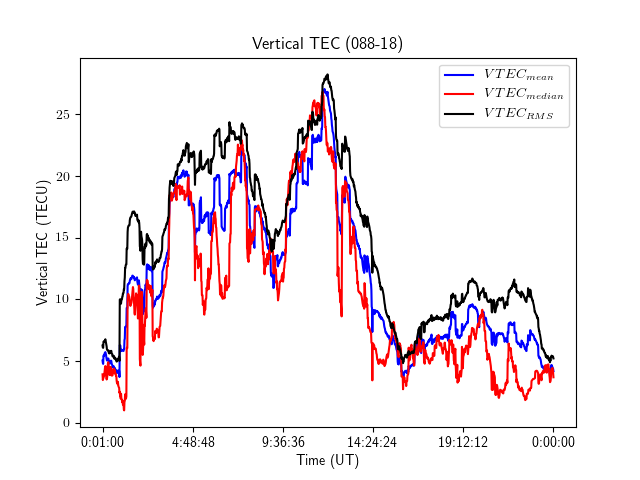 Vertical TEC (088-18)
VTEC_mean
VTEC_median
VTEC_RMS
Vertical TEC (TECU)
25
20
15
10
5
0
0:01:00 4:48:48 9:36:36 14:24:24 19:12:12 0:00:00
Time (UT)